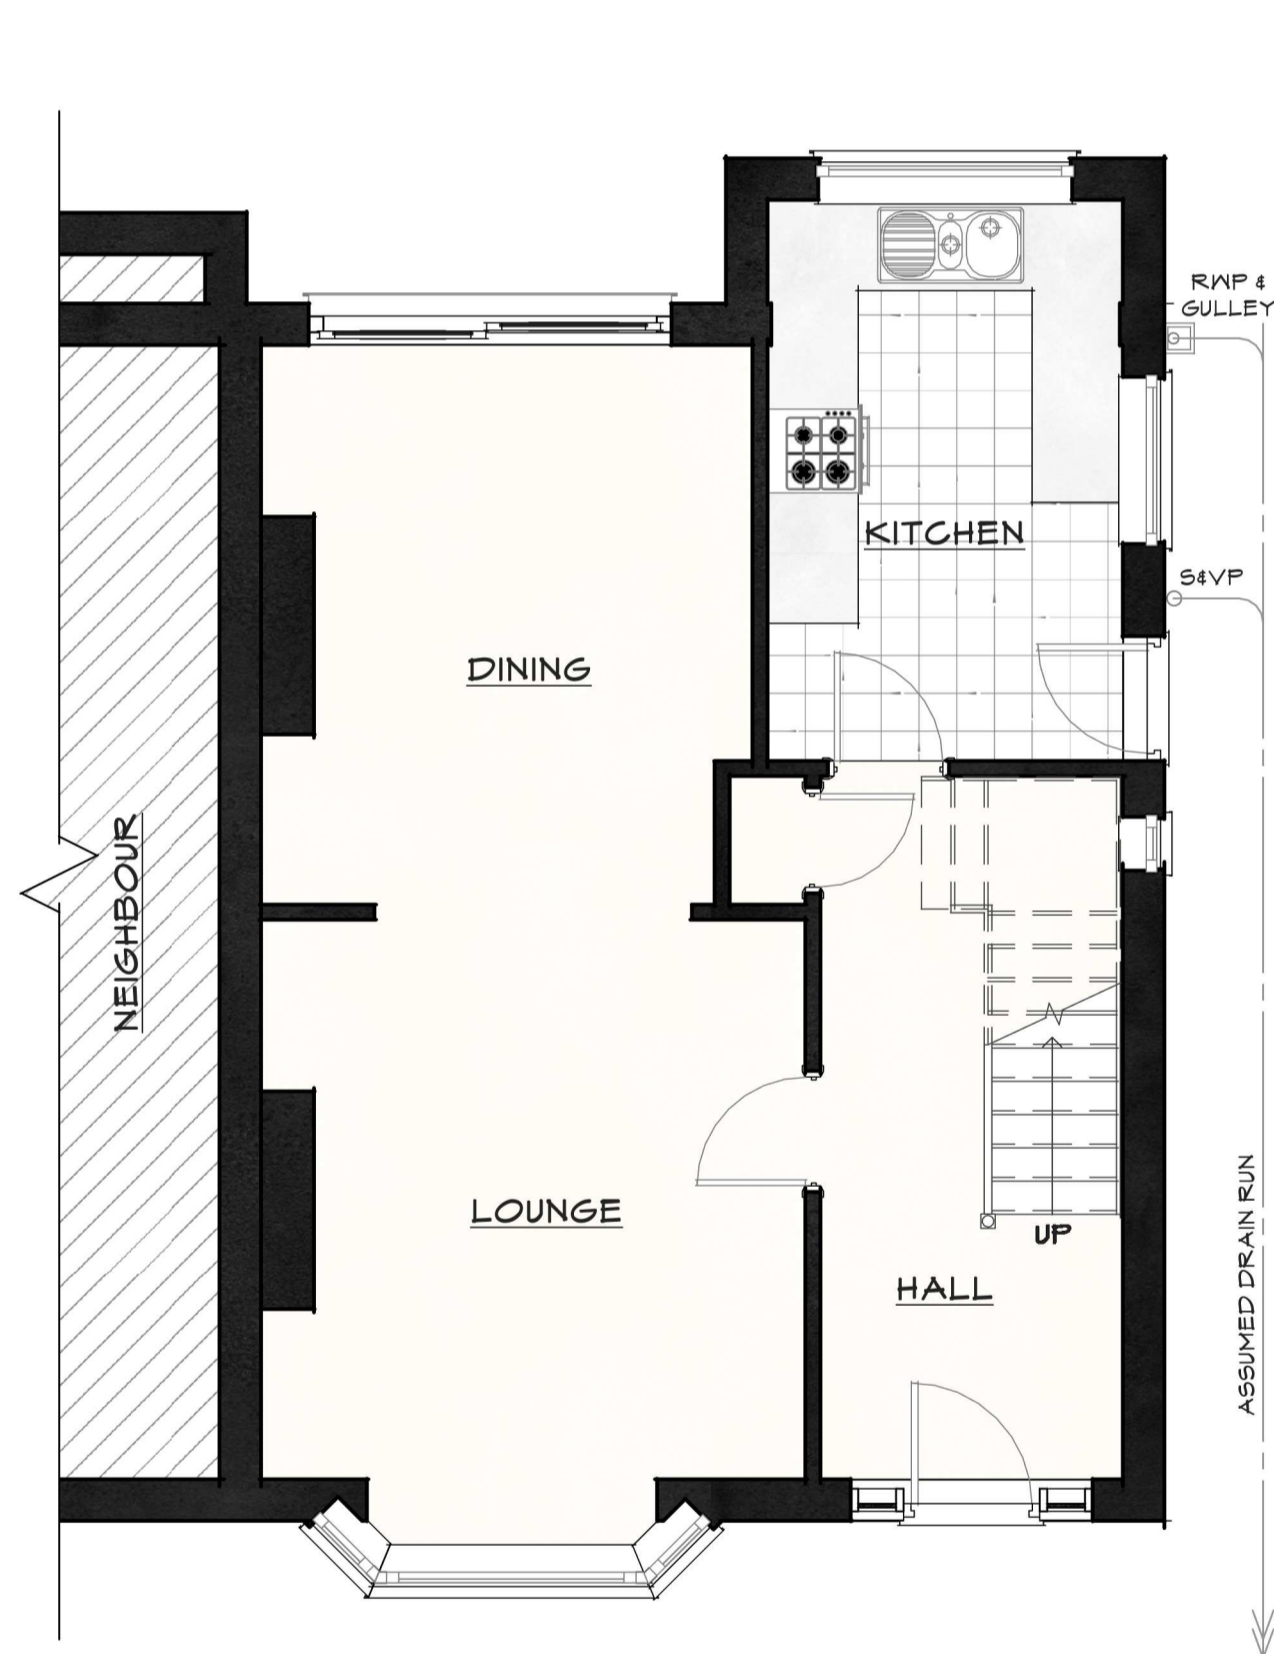 RWP &
GULLEY
KITCHEN
S&VP
DINING
NEIGHBOUR
LOUNGE
UP
HALL
ASSUMED DRAIN RUN